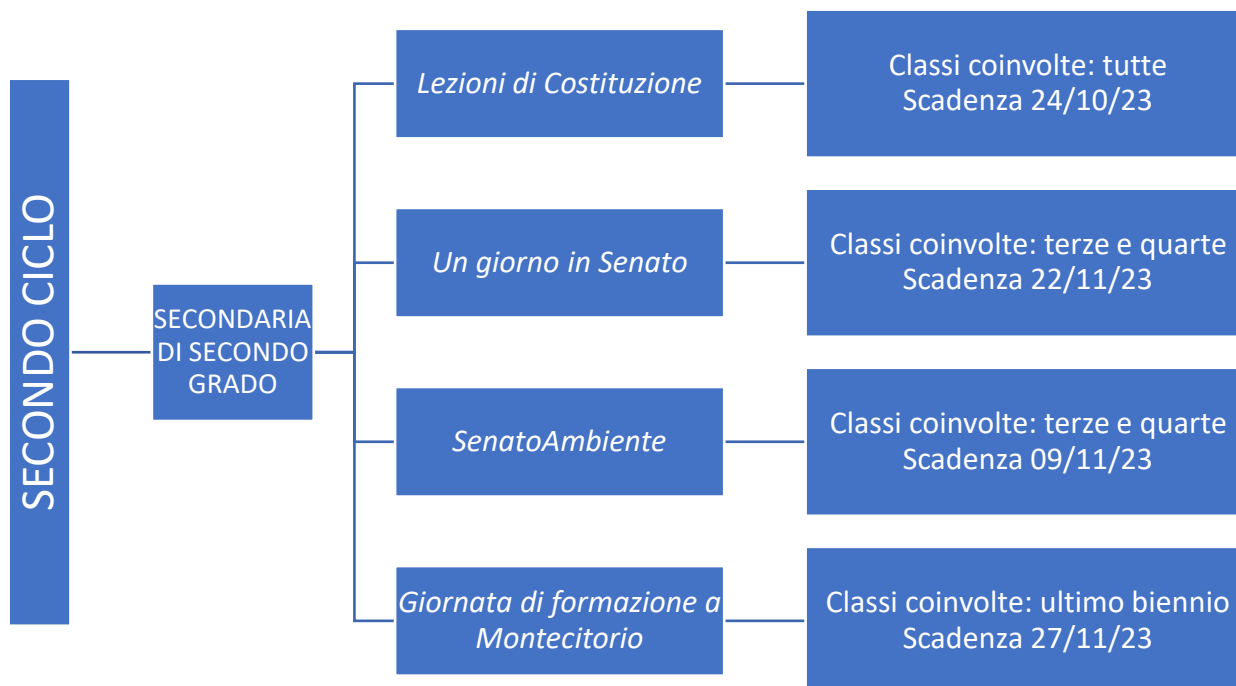 SECONDO CICLO
SECONDARIA
DI SECONDO
GRADO
Lezioni di Costituzione
Classi coinvolte: tutte
Scadenza 24/10/23
Un giorno in Senato
Classi coinvolte: terze e quarte
Scadenza 22/11/23
SenatoAmbiente
Classi coinvolte: terze e quarte
Scadenza 09/11/23
Giornata di formazione a
Montecitorio
Classi coinvolte: ultimo biennio
Scadenza 27/11/23